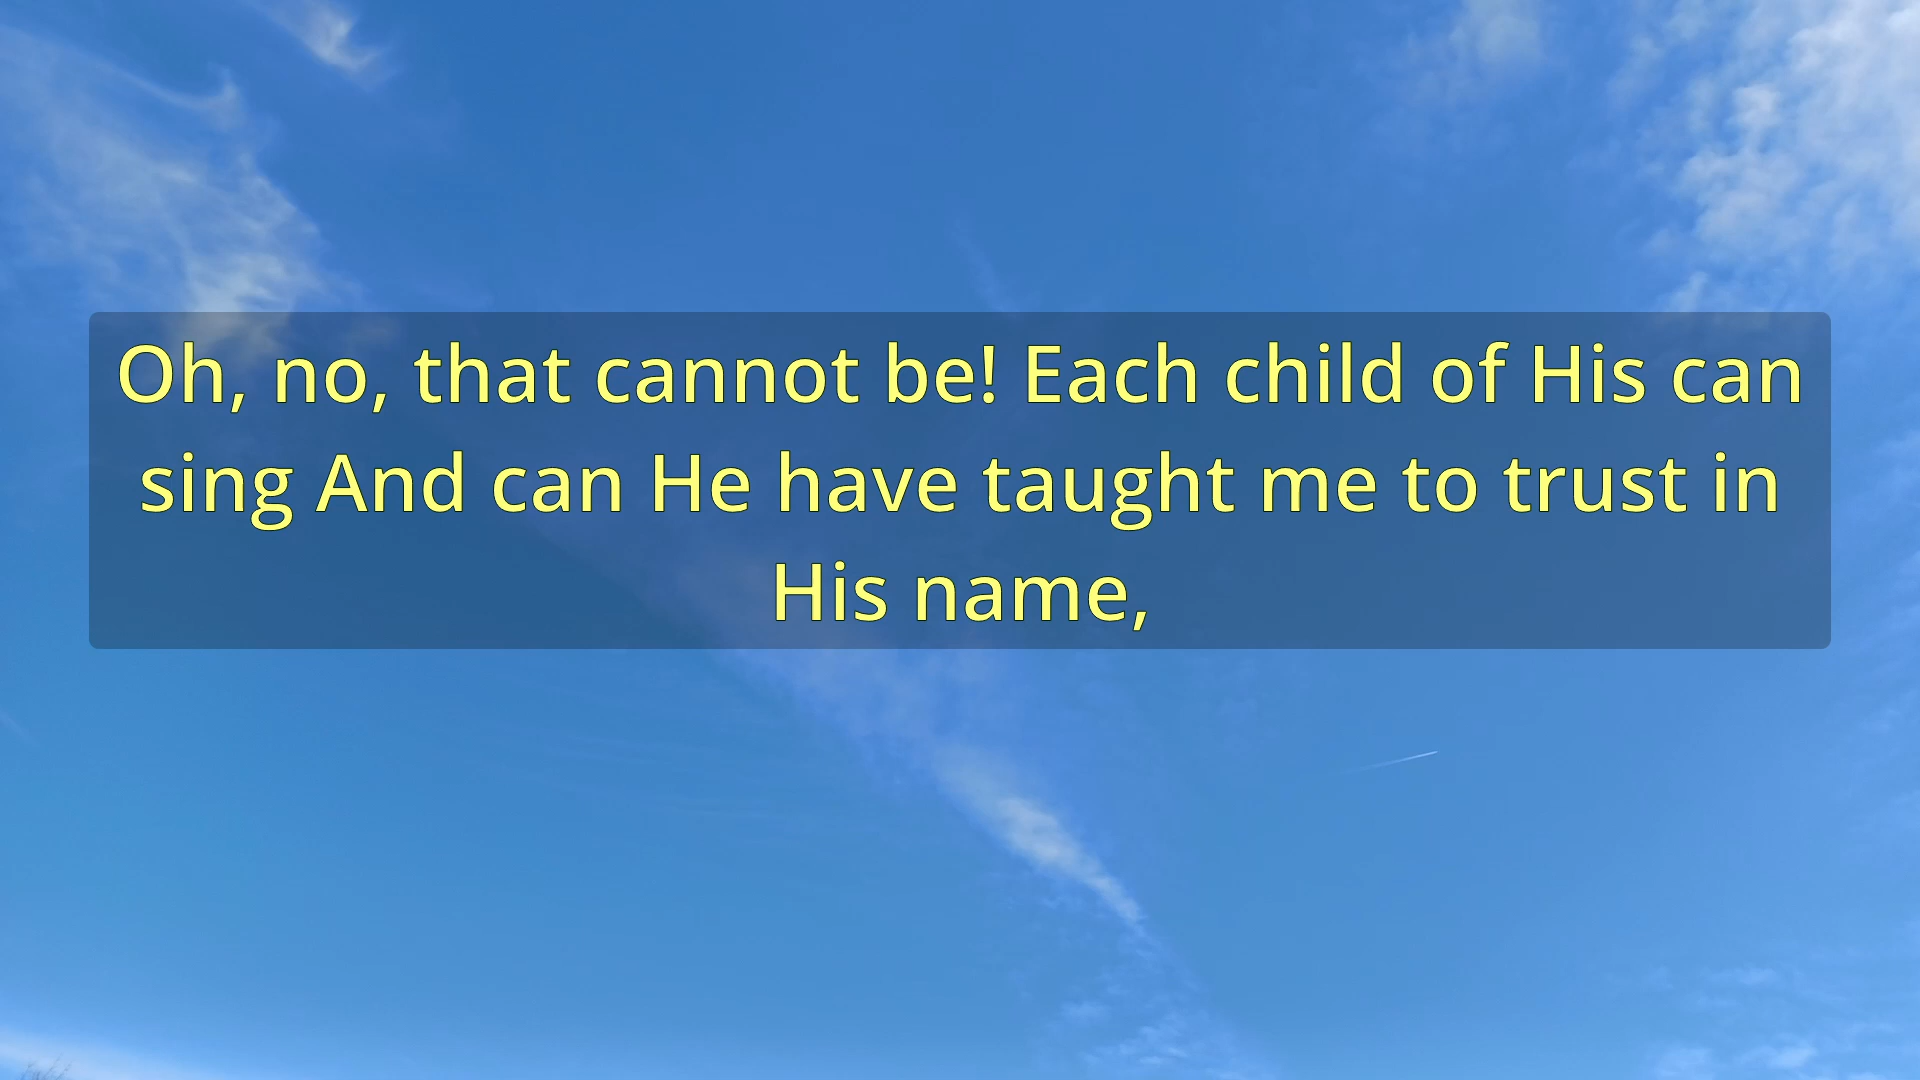 Oh, no, that cannot be! Each child of His can
sing And can He have taught me to trust in
His name,